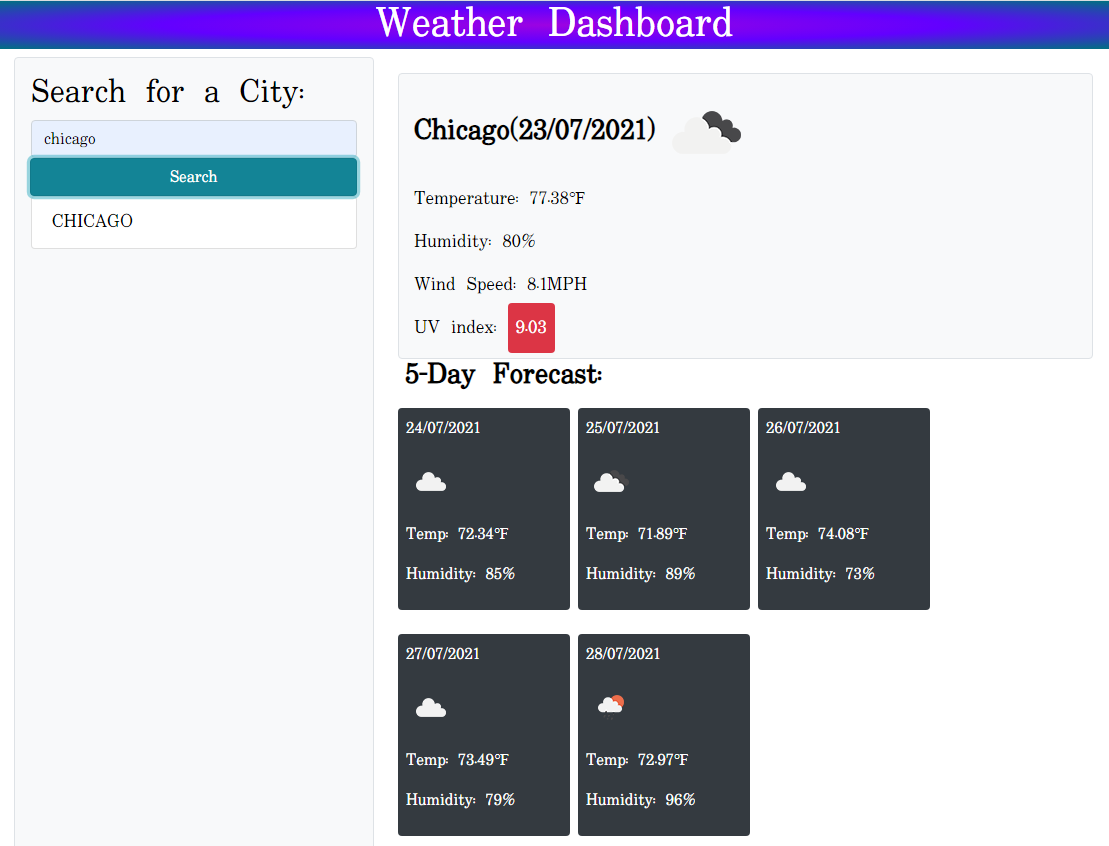 Weather Dashboard
Search for a City:
chicago
Search
CHICAGO
Chicago(23/07/2021)
Temperature: 77.38°F
Humidity: 80%
Wind Speed: 8.1MPH
UV index: 9.03
5-Day Forecast:
24/07/2021
Temp: 72.34°F
Humidity: 85%
25/07/2021
Temp: 71.89°F
Humidity: 89%
26/07/2021
Temp: 74.08°F
Humidity: 73%
27/07/2021
Temp: 73.49°F
Humidity: 79%
28/07/2021
Temp: 72.97°F
Humidity: 96%